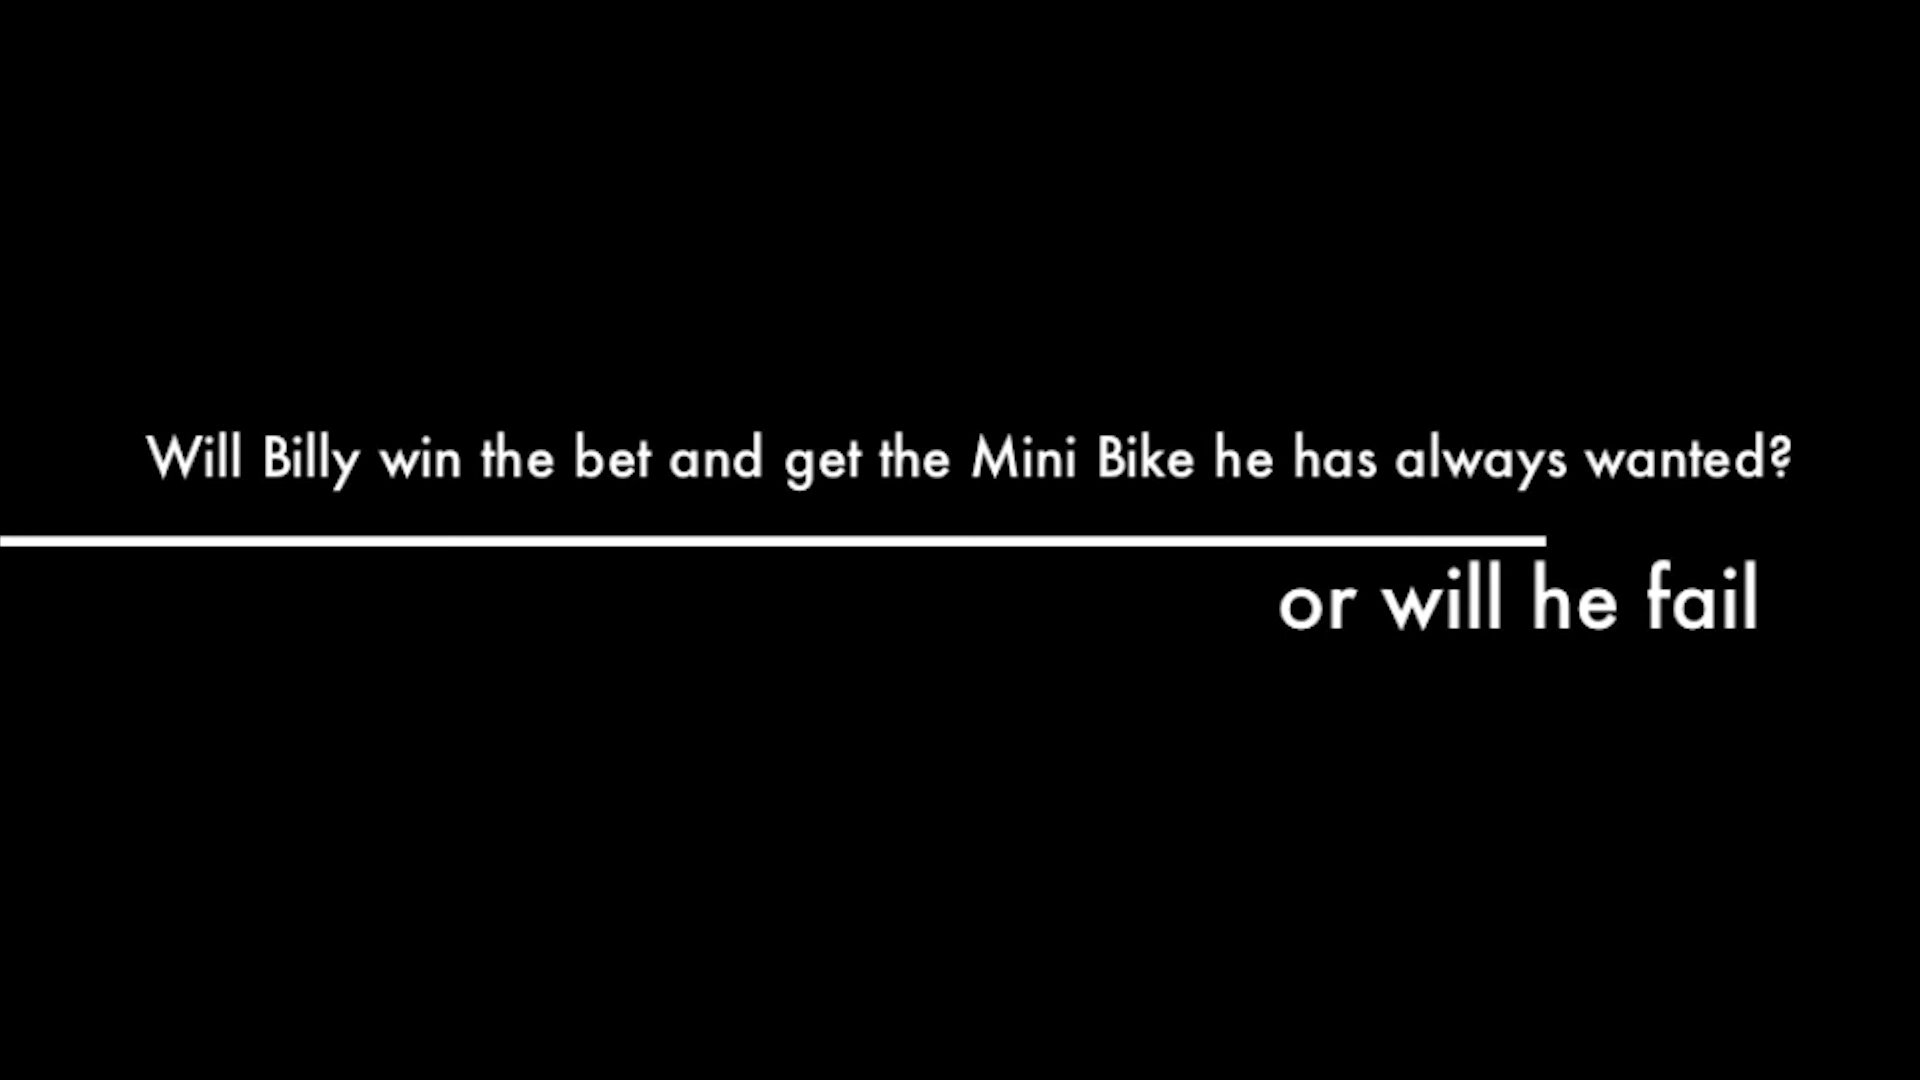 Will Billy win the bet and get the Mini Bike he has always wanted?
or will he fail